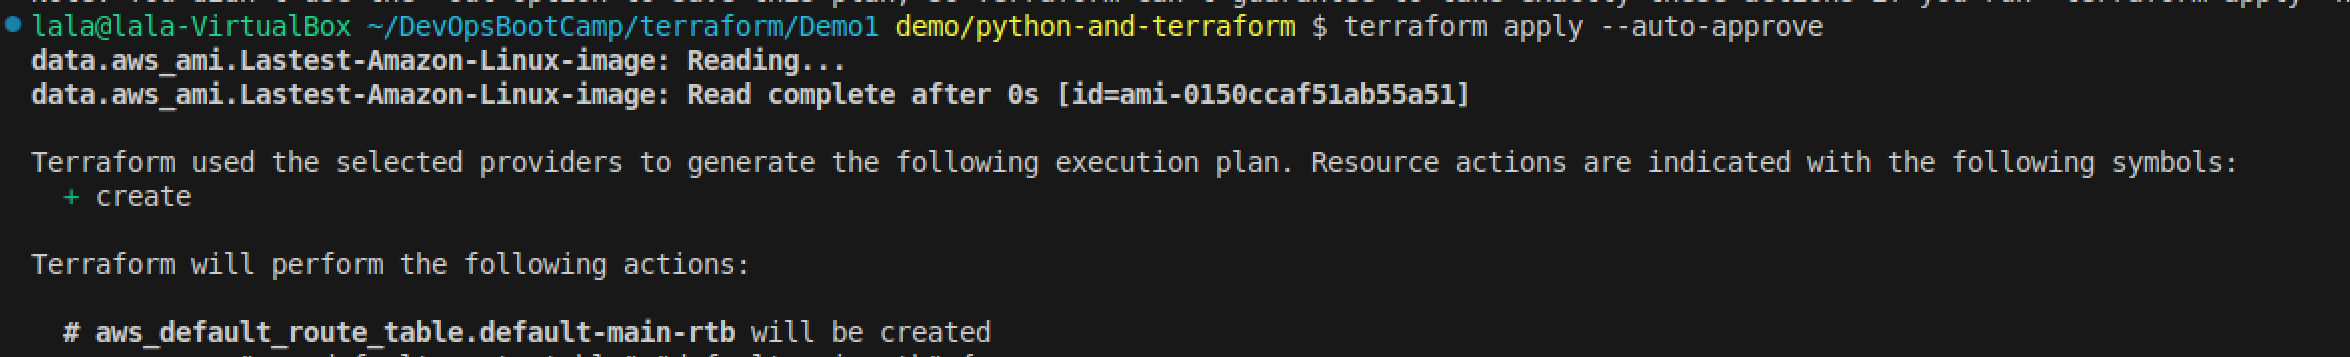 lala@lala-VirtualBox ~/DevOpsBootCamp/terraform/Demo1 demo/python-and-terraform $ terraform apply --auto-approve
data.aws_ami.Lastest-Amazon-Linux-image: Reading...
data.aws_ami.Lastest-Amazon-Linux-image: Read complete after 0s [id=ami-0150ccaf51ab55a51]
Terraform used the selected providers to generate the following execution plan. Resource actions are indicated with the following symbols:
+ create
Terraform will perform the following actions:
# aws_default_route_table.default-main-rtb will be created